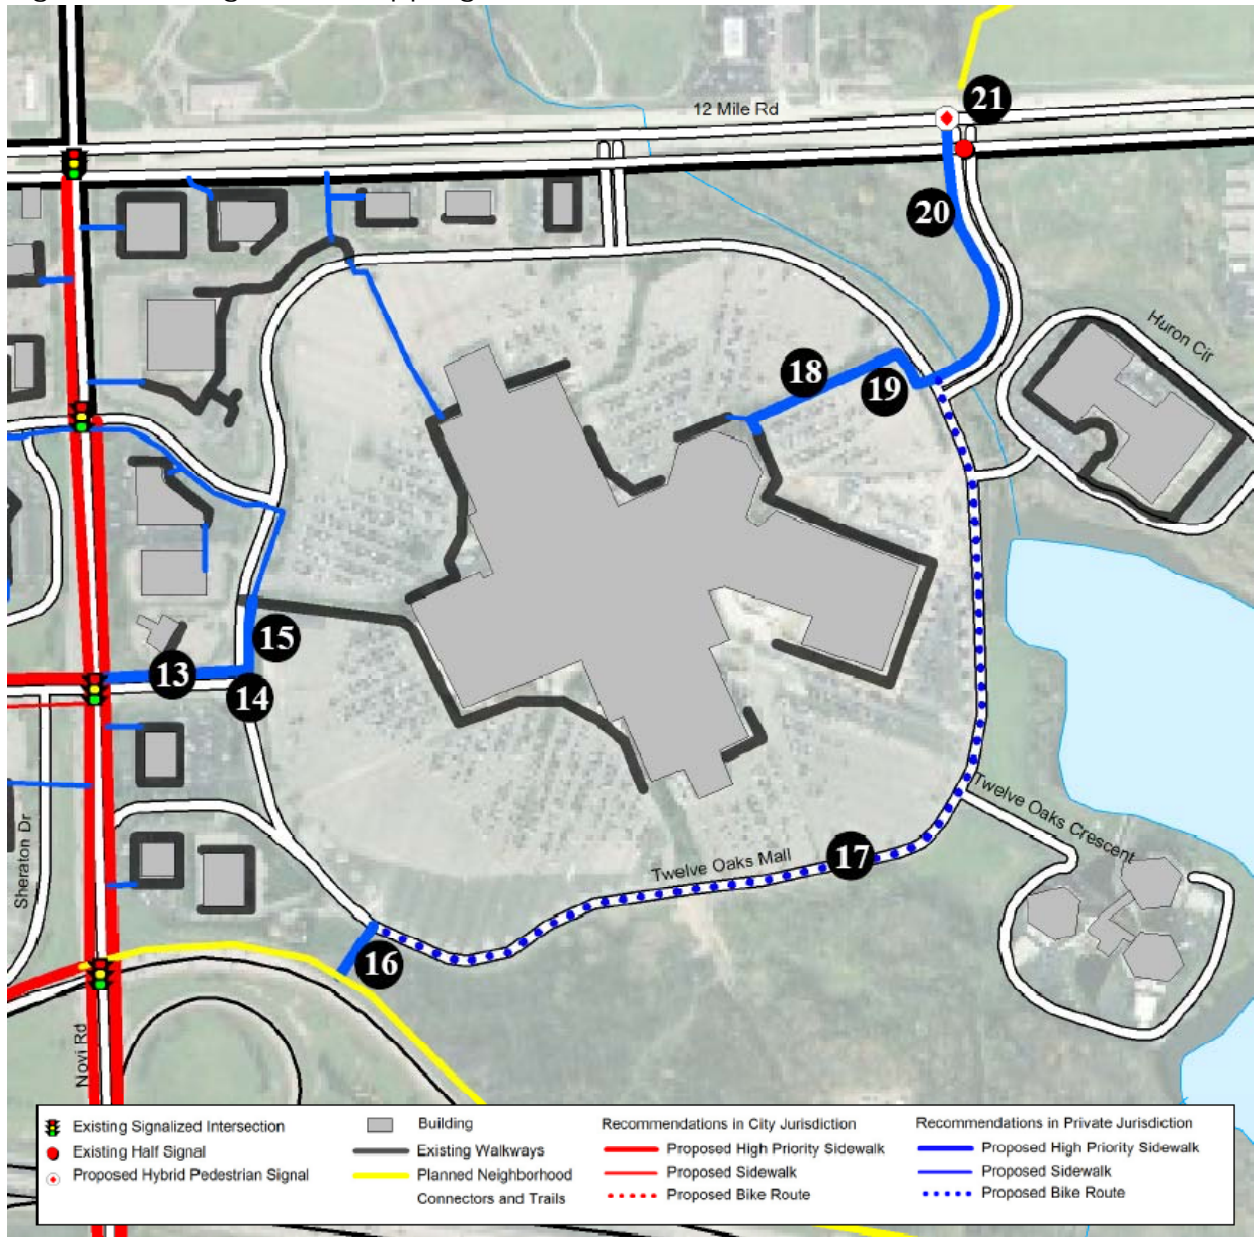 12 Mile Rd
21
20
Huron Cir
18
19
15
13
14
Twelve Oaks Crescent
Sheraton Dr
Twelve Oaks Mall
17
16
Novi Rd
Existing Signalized Intersection
Existing Half Signal
Proposed Hybrid Pedestrian Signal
Building
Existing Walkways
Planned Neighborhood
Connectors and Trails
Recommendations in City Jurisdiction
Proposed High Priority Sidewalk
Proposed Sidewalk
Proposed Bike Route
Recommendations in Private Jurisdiction
Proposed High Priority Sidewalk
Proposed Sidewalk
Proposed Bike Route